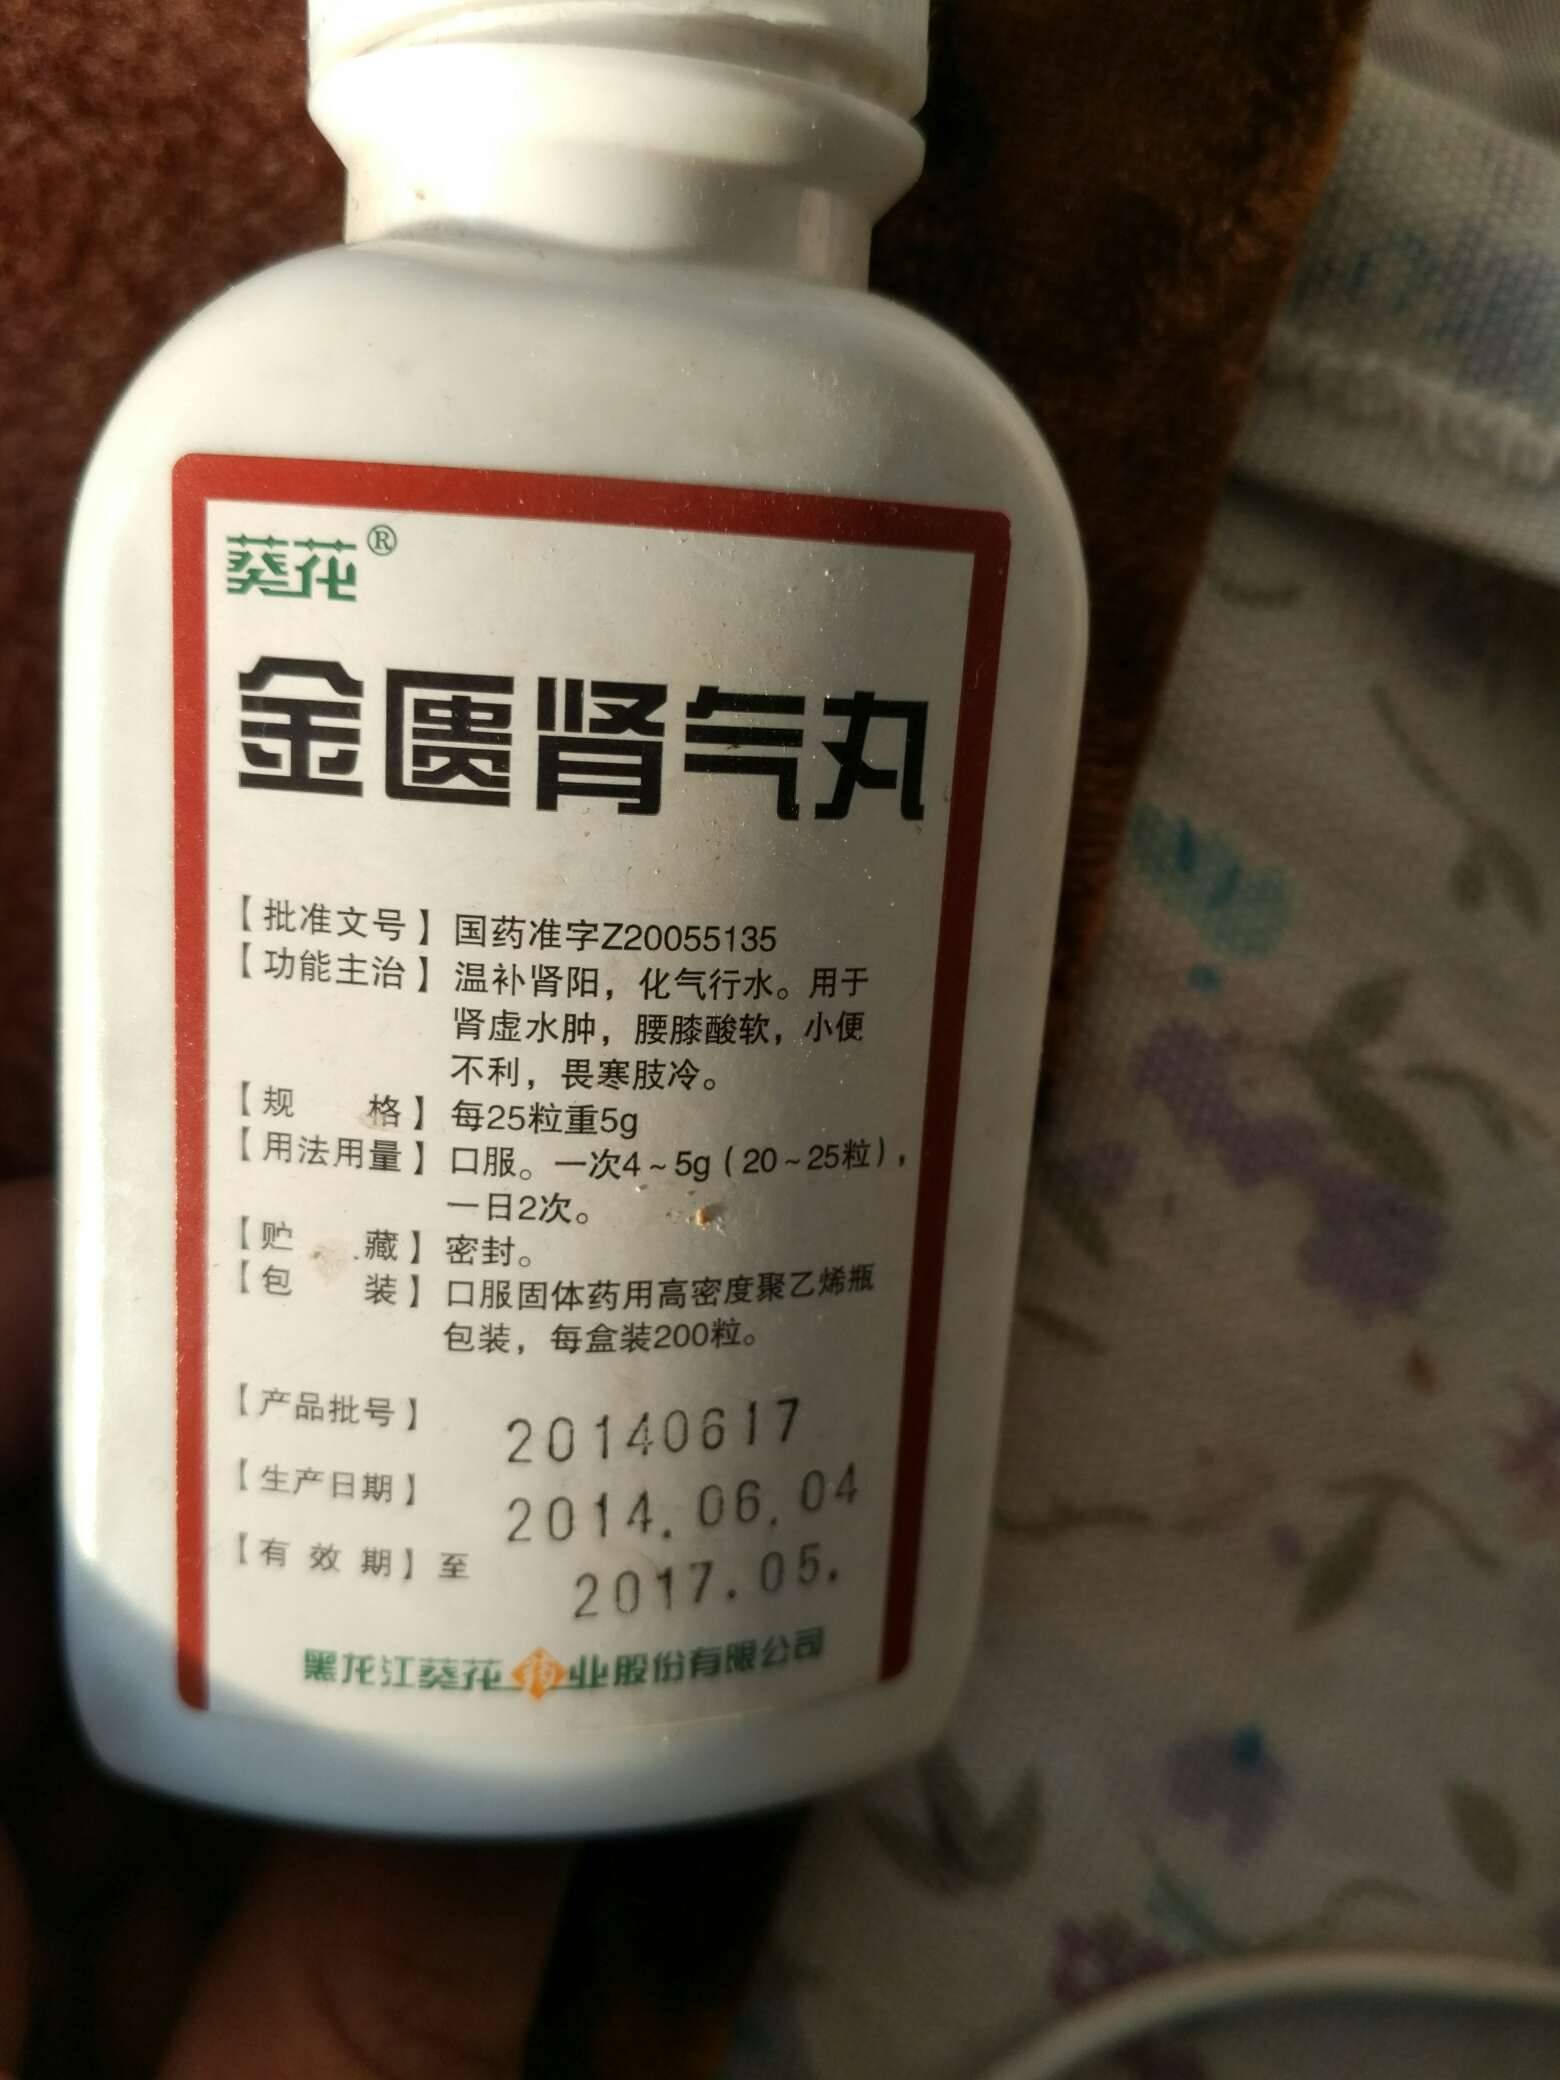 葵花®
金匮肾气丸
【批准文号】国药准字Z20055135
【功能主治】温补肾阳，化气行水。用于
肾虚水肿，腰膝酸软，小便
不利，畏寒肢冷。
【规 格】每25粒重5g
【用法用量】口服。一次4~5g(20~25粒)，
一日2次。
【贮 藏】密封。
【包 装】口服固体药用高密度聚乙烯瓶
包装，每盒装200粒。
【产品批号】20140617
【生产日期】2014.06.04
【有效期】至 2017.05.
黑龙江葵花药业股份有限公司